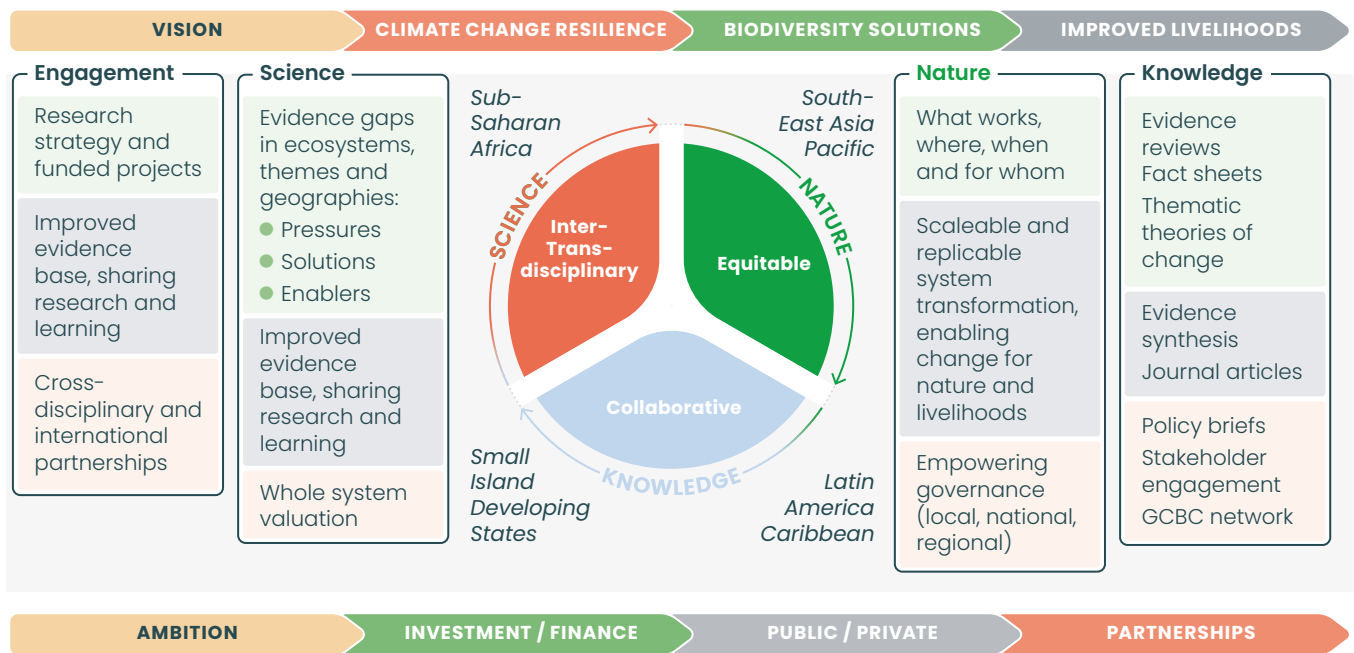 VISION
CLIMATE CHANGE RESILIENCE
BIODIVERSITY SOLUTIONS
IMPROVED LIVELIHOODS
Engagement
Research
strategy and
funded projects
Improved
evidence
base, sharing
research and
learning
Cross-
disciplinary and
international
partnerships
Science
Evidence gaps
in ecosystems,
themes and
geographies:
Pressures
Solutions
Enablers
Improved
evidence
base, sharing
research and
learning
Whole system
valuation
Sub-
Saharan
Africa
South-
East Asia
Pacific
SCIENCE
NATURE
Inter-
Trans-
disciplinary
Equitable
Collaborative
KNOWLEDGE
Small
Island
Developing
States
Latin
America
Caribbean
Nature
What works,
where, when
and for whom
Scaleable and
replicable
system
transformation,
enabling
change for
nature and
livelihoods
Empowering
governance
(local, national,
regional)
Knowledge
Evidence
reviews
Fact sheets
Thematic
theories of
change
Evidence
synthesis
Journal articles
Policy briefs
Stakeholder
engagement
GCBC network
AMBITION
INVESTMENT / FINANCE
PUBLIC / PRIVATE
PARTNERSHIPS